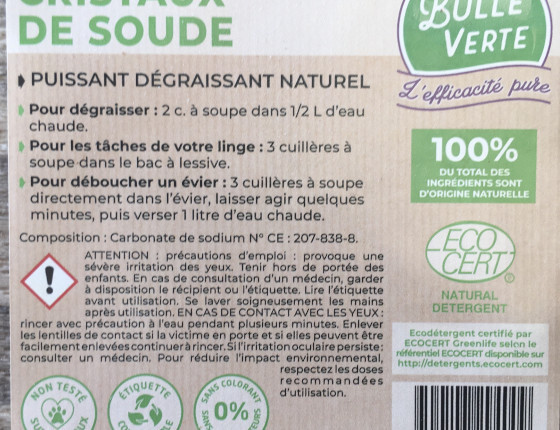 CRISTAUX
DE SOUDE
BULLE
VERTE
L'efficacité pure
PUISSANT DÉGRAISSANT NATUREL
Pour dégraisser : 2 c. à soupe dans 1/2 L d'eau
chaude.
Pour les tâches de votre linge : 3 cuillères à
soupe dans le bac à lessive.
Pour déboucher un évier : 3 cuillères à soupe
directement dans l'évier, laisser agir quelques
minutes, puis verser 1 litre d'eau chaude.
100%
DU TOTAL DES
INGRÉDIENTS SONT
D'ORIGINE NATURELLE
Composition : Carbonate de sodium N° CE : 207-838-8.
ATTENTION : précautions d'emploi : provoque une
sévère irritation des yeux. Tenir hors de portée des
enfants. En cas de consultation d'un médecin, garder
à disposition le récipient ou l'étiquette. Lire l'étiquette
avant utilisation. Se laver soigneusement les mains
après utilisation. EN CAS DE CONTACT AVEC LES YEUX :
rincer avec précaution à l'eau pendant plusieurs minutes. Enlever
les lentilles de contact si la victime en porte et si elles peuvent être
facilement enlevées continuer à rincer. Si l'irritation oculaire persiste :
consulter un médecin. Pour réduire l'impact environnemental,
respectez les doses
recommandées
d'utilisation.
ECO
CERT
NATURAL
DETERGENT
Ecodétergent certifié par
ECOCERT Greenlife selon le
référentiel ECOCERT disponible sur
http://detergents.ecocert.com
NON TESTÉ
ÉTIQUETTE
SANS COLORANT
0%